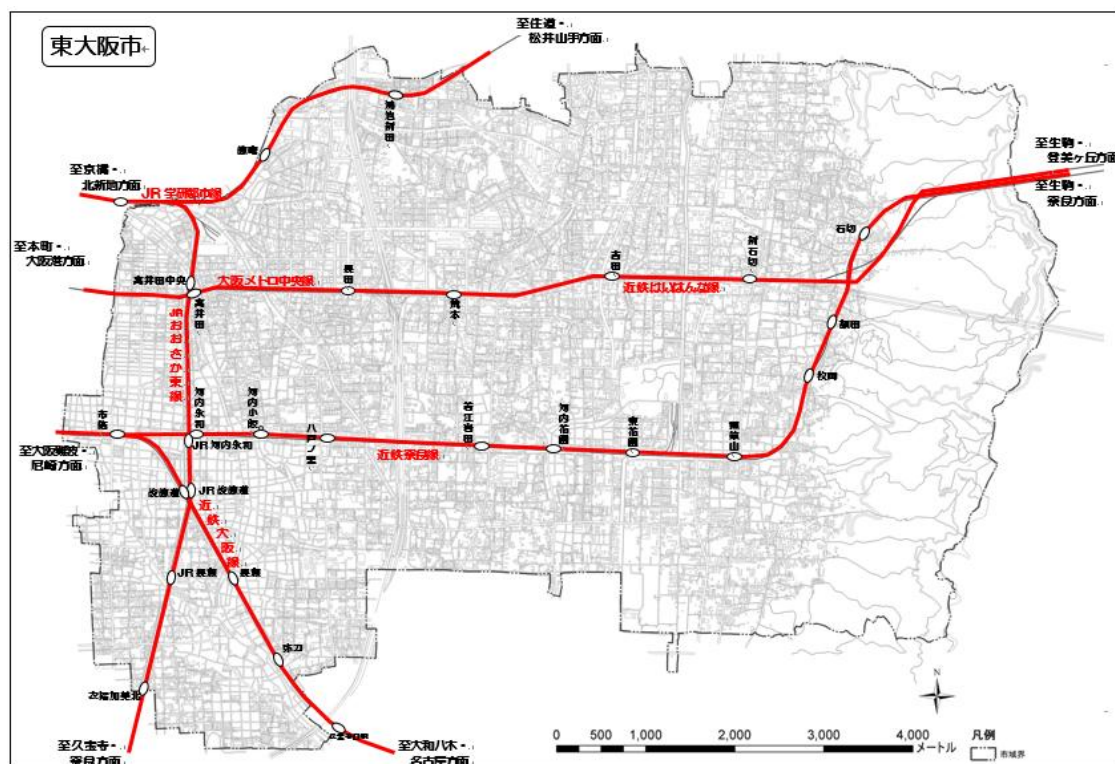 東大阪市
至住道・
松井山手方面
鴻池新田
徳庵
至京橋・
北新地方面
JR学研都市線
至生駒・
登美ヶ丘方面
至生駒・
奈良方面
石切
新石切
吉田
至本町・
大阪港方面
高井田中央
大阪メトロ中央線
長田
荒本
近鉄けいはんな線
高井田
JRおおさか東線
額田
枚岡
布施
河内永和
河内小阪
八戸ノ里
若江岩田
河内花園
東花園
瓢箪山
JR河内永和
近鉄奈良線
至大阪難波・
尼崎方面
俊徳道
JR俊徳道
近鉄大阪線
JR長瀬
長瀬
弥刀
衣摺加美北
至久宝寺・
奈良方面
至大和八木・
名古屋方面
N
0 500 1,000 2,000 3,000 4,000
メートル
凡例
市域界